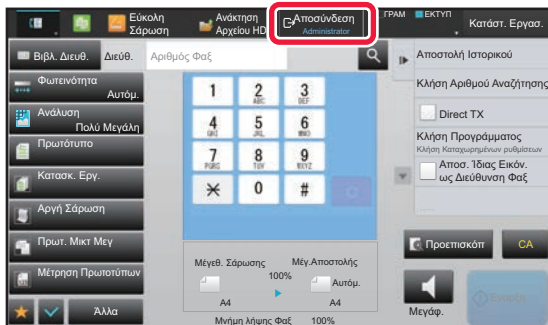 Εύκολη
Σάρωση
Ανάκτηση
Αρχείου HD
Αποσύνδεση
Administrator
ΓΡΑΜ
ΕΚΤΥΠ
Κατάστ. Εργασ.
Βιβλ. Διευθ.
Διεύθ.
Αριθμός Φαξ
Αποστολή Ιστορικού
Φωτεινότητα
Αυτόμ.
Κλήση Αριθμού Αναζήτησης
Ανάλυση
Πολύ Μεγάλη
Direct TX
Πρωτότυπο
Κλήση Προγράμματος
Κλήση Καταχωρημένων ρυθμίσεων
Αποσ. Ίδιας Εικόν.
ως Διεύθυνση Φαξ
Κατασκ. Εργ.
1
2 ABC
3 DEF
4 GHI
5 JKL
6 MNO
7 PQRS
8 TUV
9 WXYZ
0
#
Αργή Σάρωση
Πρωτ. Μικτ Μεγ
Μέτρηση Πρωτοτύπων
Άλλα
Μέγεθ. Σάρωσης
Μέγ.Αποστολής
100%
Αυτόμ.
A4
A4
Μνήμη λήψης Φαξ 100%
Προεπισκόπ
CA
Μεγάφ.